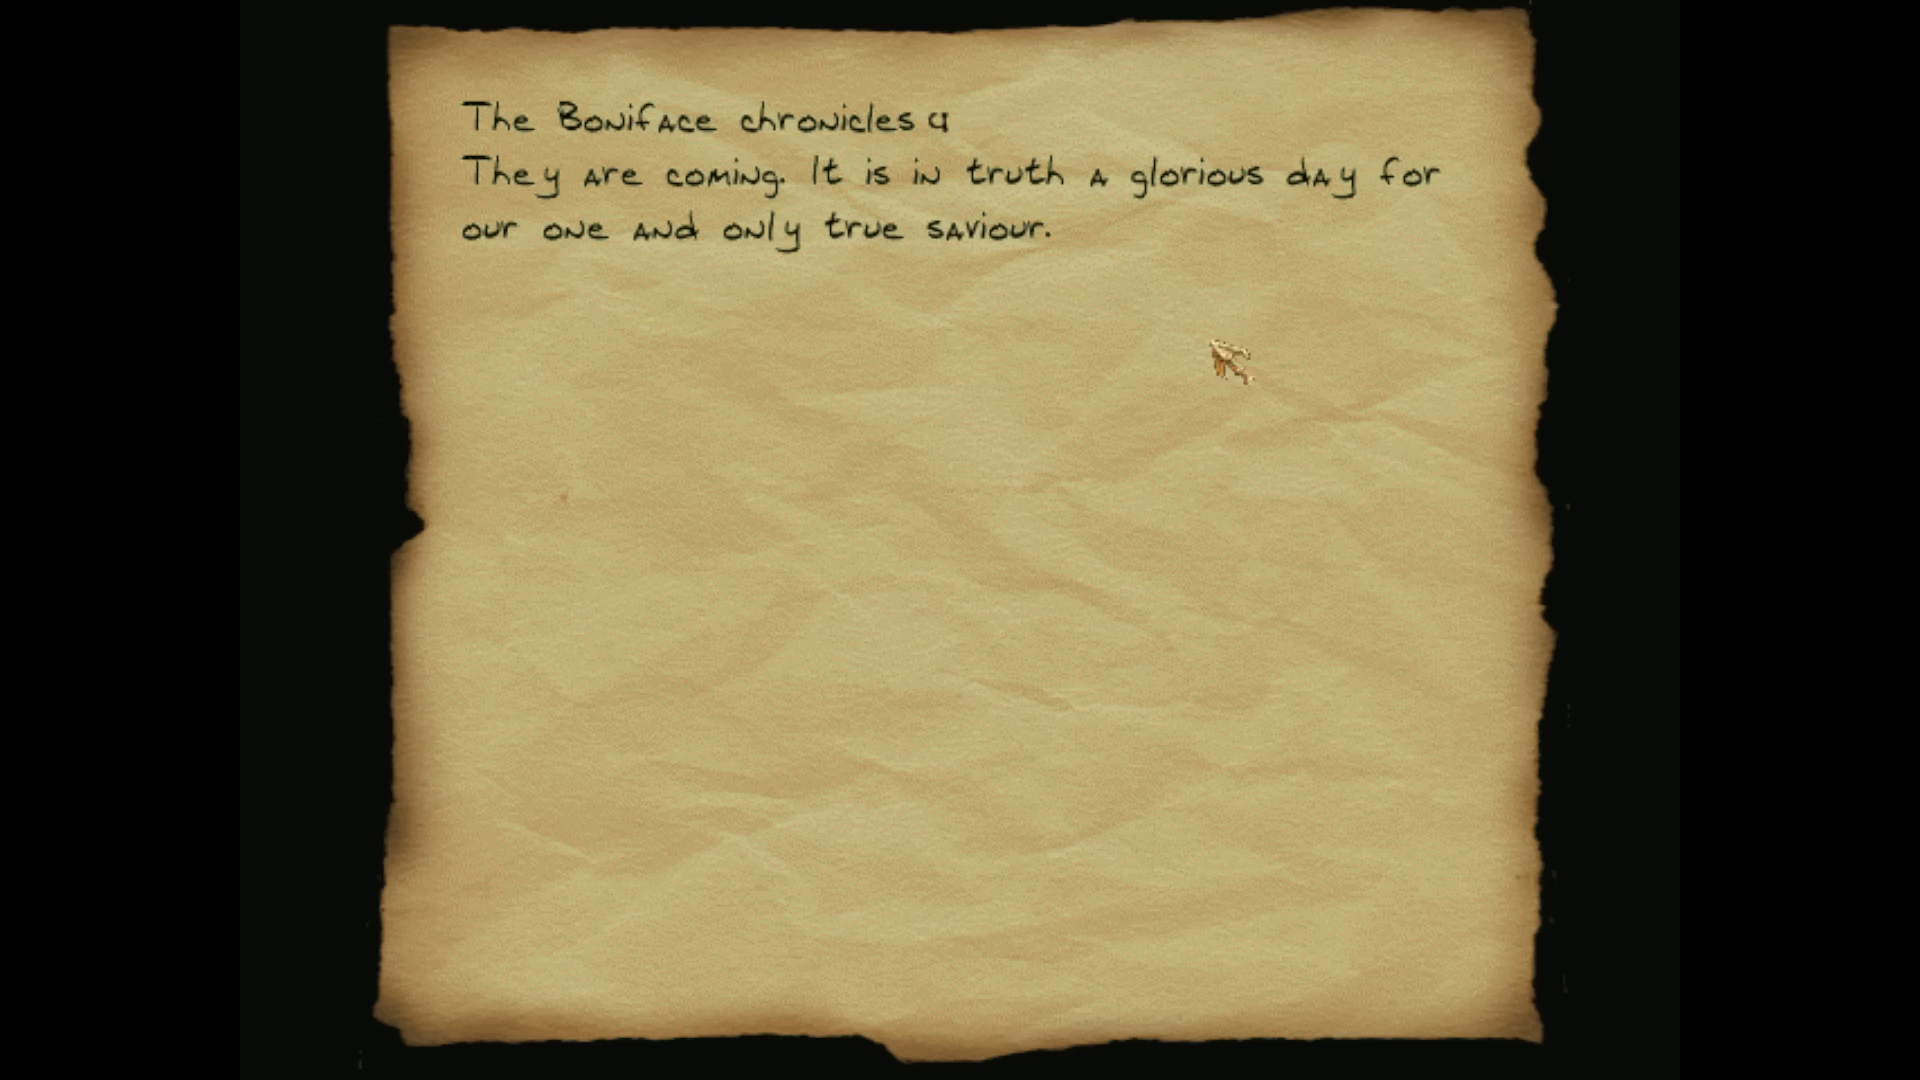 The Boniface chronicles 4
They are coming. It is in truth a glorious day for
our one and only true saviour.